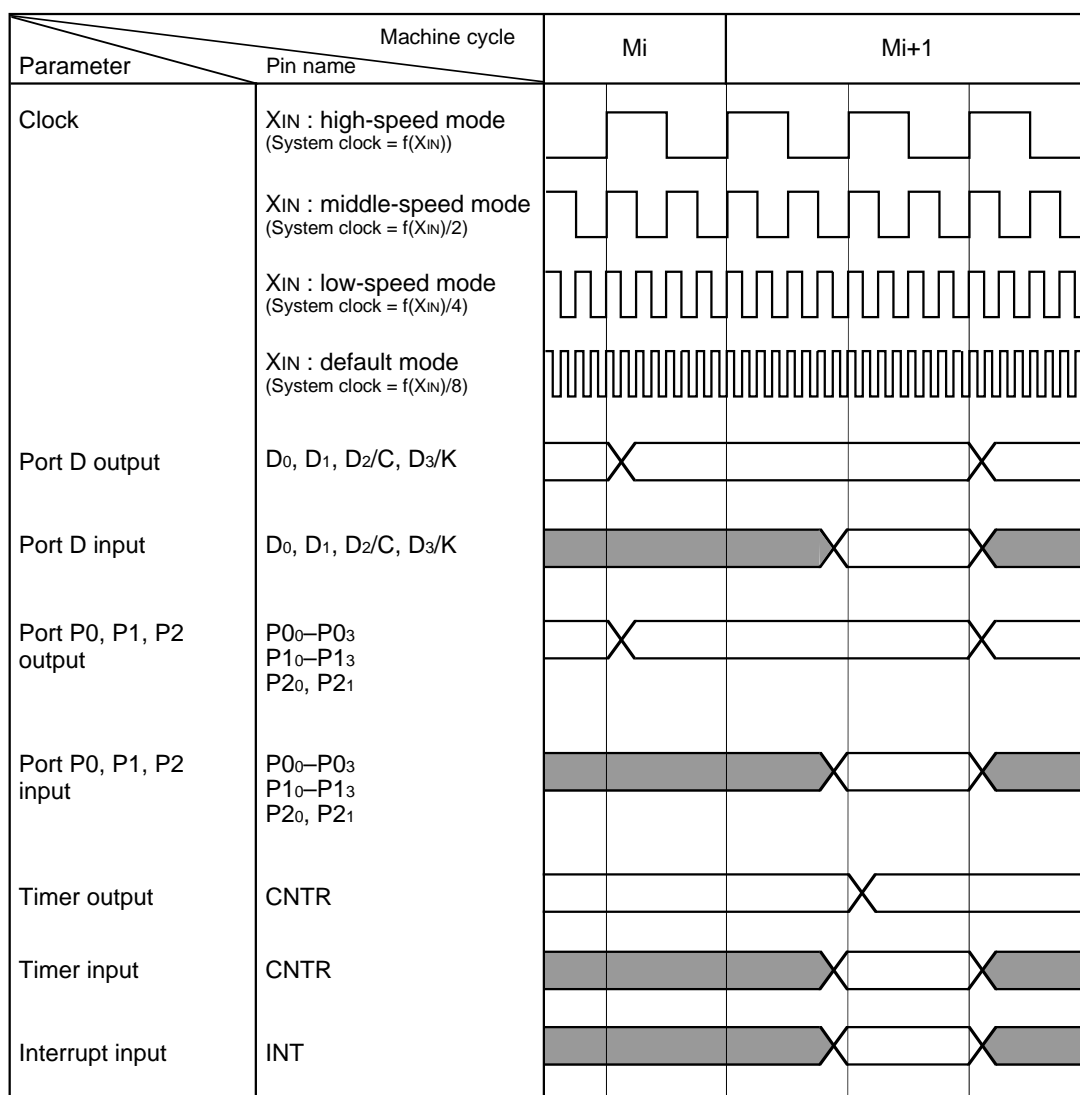 Machine cycle
Parameter
Pin name
Mi
Mi+1
Clock
XIN : high-speed mode
(System clock = f(XIN))
XIN : middle-speed mode
(System clock = f(XIN)/2)
XIN : low-speed mode
(System clock = f(XIN)/4)
XIN : default mode
(System clock = f(XIN)/8)
Port D output
D0, D1, D2/C, D3/K
Port D input
D0, D1, D2/C, D3/K
Port P0, P1, P2
output
P00–P03
P10–P13
P20, P21
Port P0, P1, P2
input
P00–P03
P10–P13
P20, P21
Timer output
CNTR
Timer input
CNTR
Interrupt input
INT